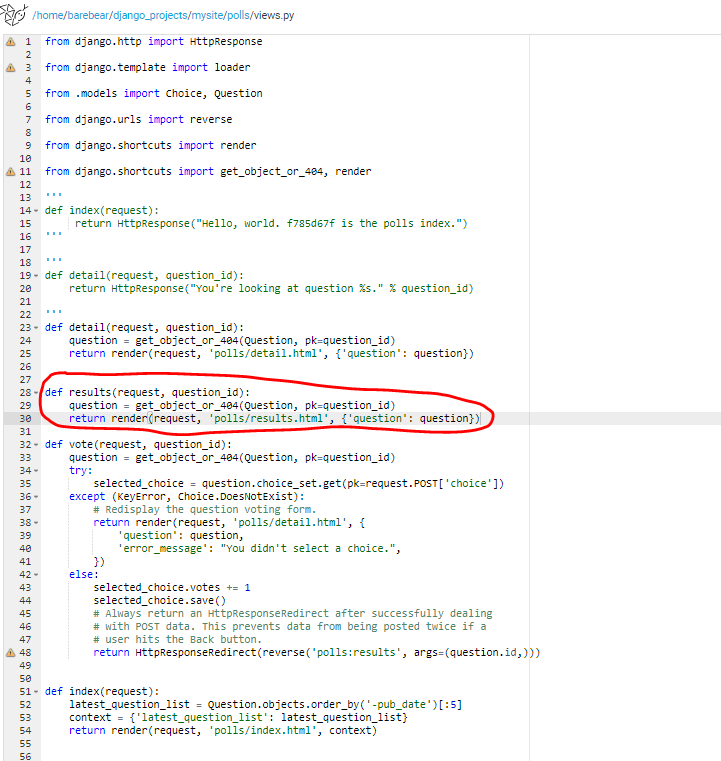 /home/barebear/django_projects/mysite/polls/views.py
1 from django.http import HttpResponse
2
3 from django.template import loader
4
5 from .models import Choice, Question
6
7 from django.urls import reverse
8
9 from django.shortcuts import render
10
11 from django.shortcuts import get_object_or_404, render
12
13 '''
14 def index(request):
15     return HttpResponse("Hello, world. f785d67f is the polls index.")
16 '''
17
18 '''
19 def detail(request, question_id):
20    return HttpResponse("You're looking at question %s." % question_id)
21
22 '''
23 def detail(request, question_id):
24    question = get_object_or_404(Question, pk=question_id)
25    return render(request, 'polls/detail.html', {'question': question})
26
27
28 def results(request, question_id):
29    question = get_object_or_404(Question, pk=question_id)
30    return render(request, 'polls/results.html', {'question': question})
31
32 def vote(request, question_id):
33    question = get_object_or_404(Question, pk=question_id)
34    try:
35        selected_choice = question.choice_set.get(pk=request.POST['choice'])
36    except (KeyError, Choice.DoesNotExist):
37        # Redisplay the question voting form.
38        return render(request, 'polls/detail.html', {
39            'question': question,
40            'error_message': "You didn't select a choice.",
41        })
42    else:
43        selected_choice.votes += 1
44        selected_choice.save()
45        # Always return an HttpResponseRedirect after successfully dealing
46        # with POST data. This prevents data from being posted twice if a
47        # user hits the Back button.
48        return HttpResponseRedirect(reverse('polls:results', args=(question.id,)))
49
50
51 def index(request):
52    latest_question_list = Question.objects.order_by('-pub_date')[:5]
53    context = {'latest_question_list': latest_question_list}
54    return render(request, 'polls/index.html', context)
55
56